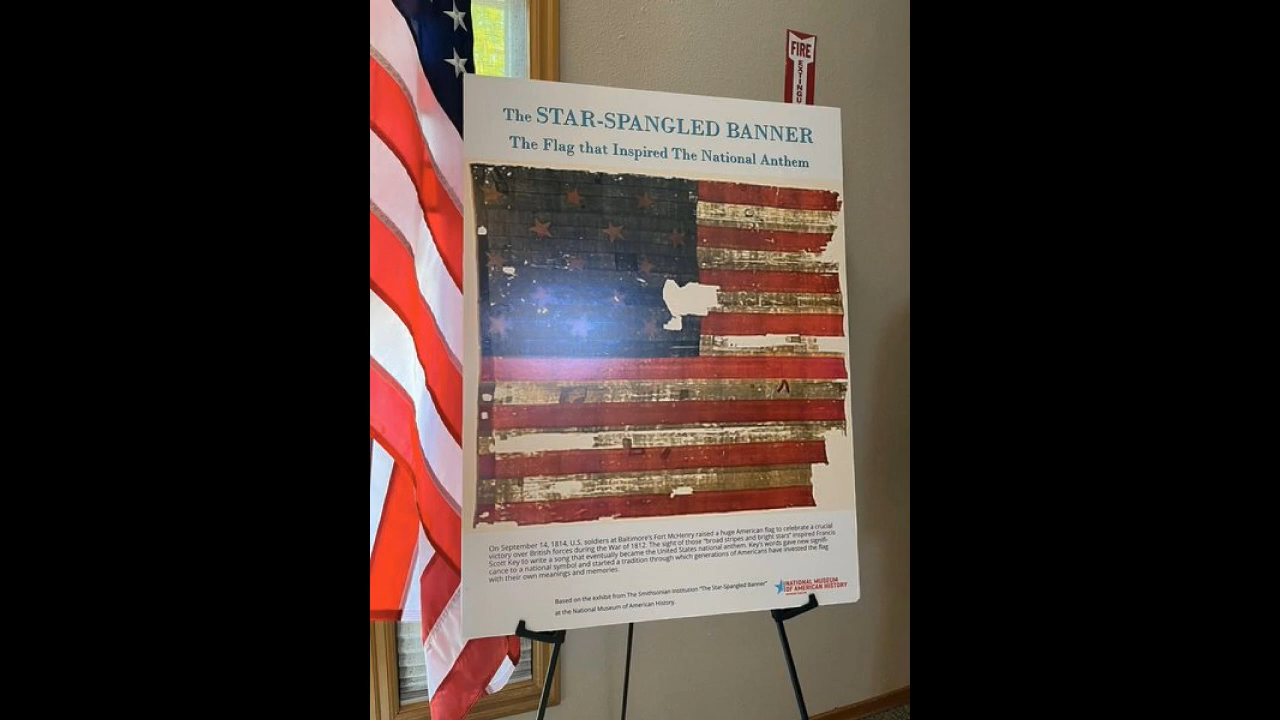 FIRE
EXTINGU
The STAR-SPANGLED BANNER
The Flag that Inspired The National Anthem
On September 14, 1814, U.S. soldiers at Baltimore's Fort McHenry raised a huge American flag to celebrate a crucial
victory over British forces during the War of 1812. The sight of those "broad stripes and bright stars" inspired Francis
Scott Key to write a song that eventually became the United States national anthem. Key's words gave new signifi-
cance to a national symbol and started a tradition through which generations of Americans have invested the flag
with their own meanings and memories.
Based on the exhibit from The Smithsonian Institution "The Star-Spangled Banner"
at the National Museum of American History.
NATIONAL MUSEUM
OF AMERICAN HISTORY